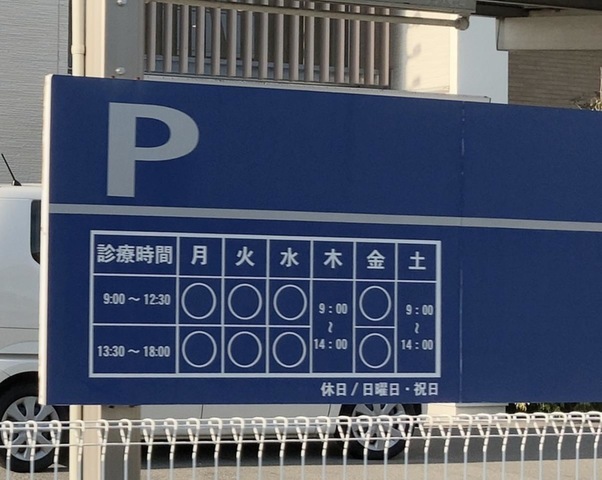 P
診療時間 月 火 水 木 金 土
9:00 〜 12:30 ○ ○ ○ 9:00 〜 14:00 ○ 9:00 〜 14:00
13:30 〜 18:00 ○ ○ ○ ○
休日 / 日曜日・祝日